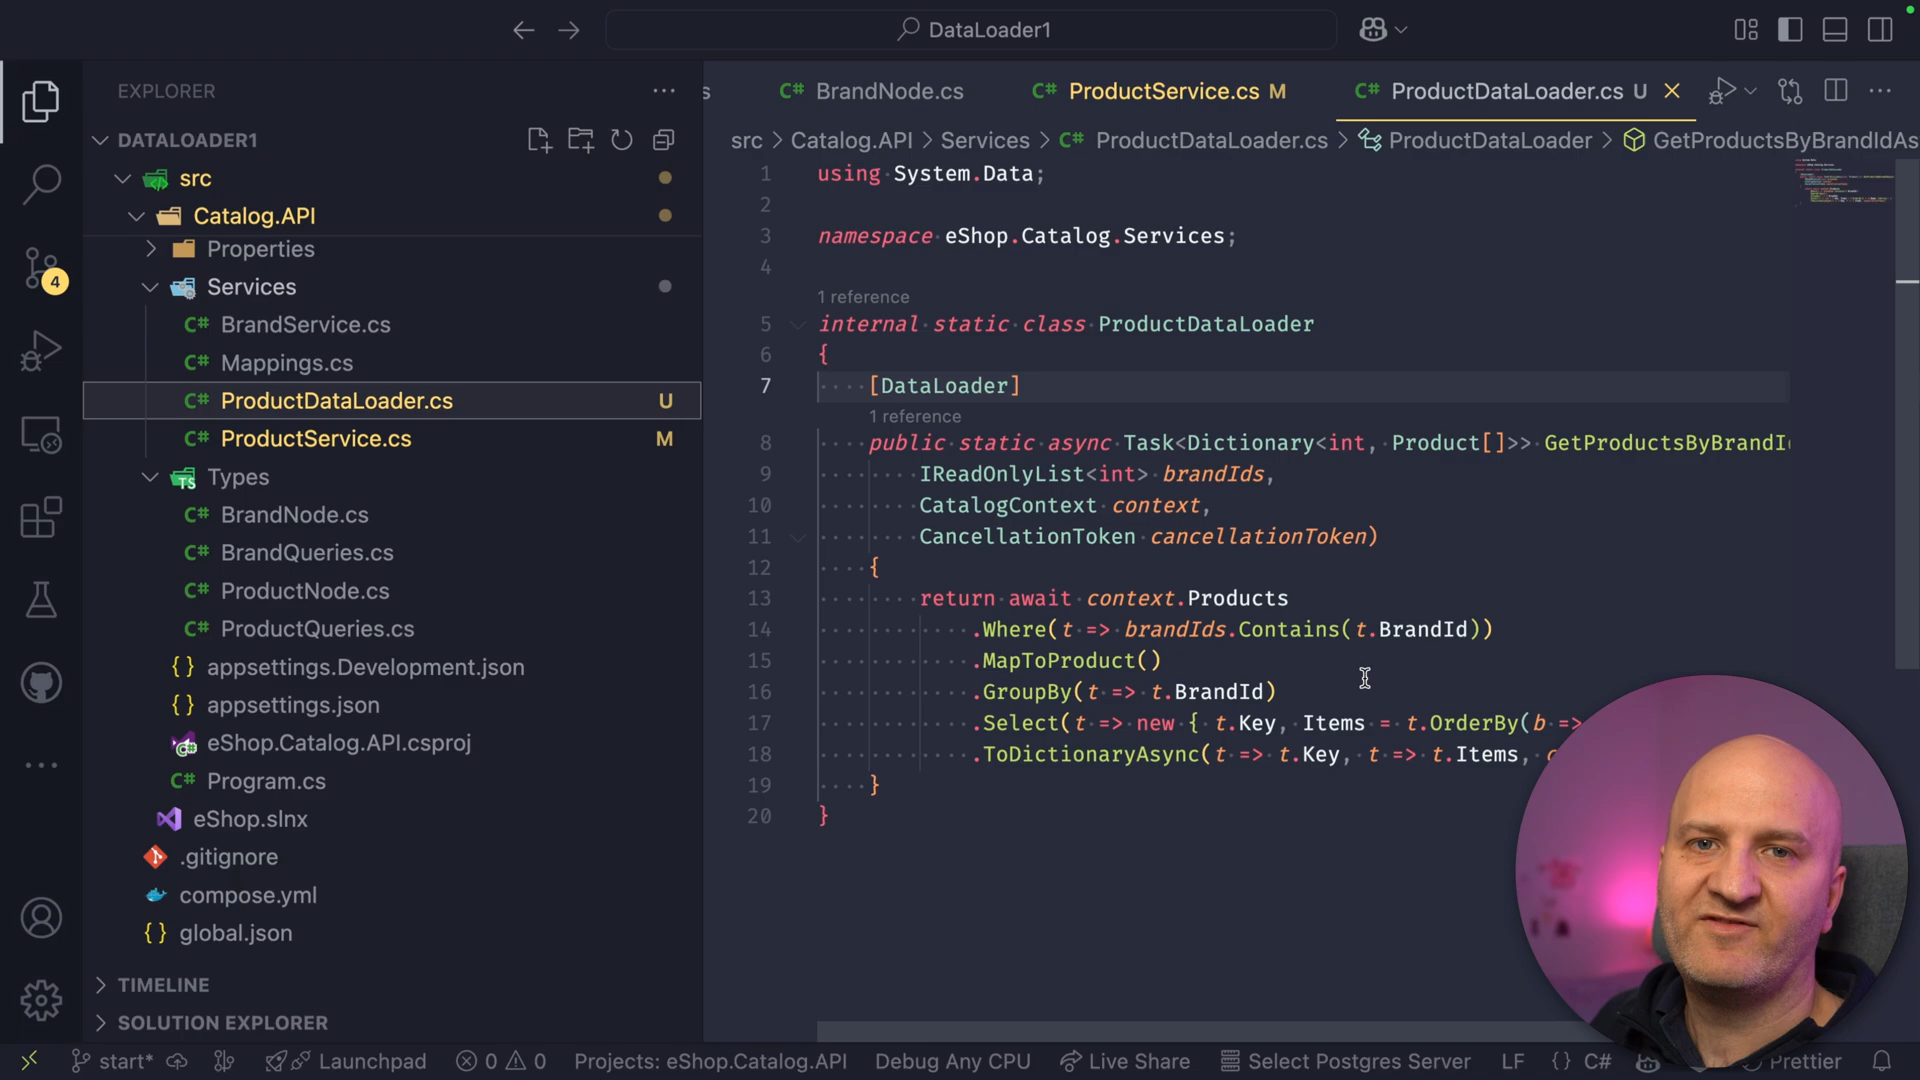 DataLoader1
EXPLORER
DATALOADER1
src
Catalog.API
Properties
Services
C# BrandService.cs
C# Mappings.cs
C# ProductDataLoader.cs U
C# ProductService.cs M
TS Types
C# BrandNode.cs
C# BrandQueries.cs
C# ProductNode.cs
C# ProductQueries.cs
{} appsettings.Development.json
{} appsettings.json
eShop.Catalog.API.csproj
C# Program.cs
eShop.slnx
.gitignore
compose.yml
{} global.json
TIMELINE
SOLUTION EXPLORER
4
s
C# BrandNode.cs
C# ProductService.cs M
C# ProductDataLoader.cs U
src > Catalog.API > Services > C# ProductDataLoader.cs > ProductDataLoader > GetProductsByBrandIdAs
1 using System.Data;
2
3 namespace eShop.Catalog.Services;
4
1 reference
5 internal static class ProductDataLoader
6 {
7 [DataLoader]
1 reference
8 public static async Task<Dictionary<int, Product[]>> GetProductsByBrandI
9 IReadOnlyList<int> brandIds,
10 CatalogContext context,
11 CancellationToken cancellationToken)
12 {
13 return await context.Products
14 .Where(t => brandIds.Contains(t.BrandId))
15 .MapToProduct()
16 .GroupBy(t => t.BrandId)
17 .Select(t => new { t.Key, Items = t.OrderBy(b =>
18 .ToDictionaryAsync(t => t.Key, t => t.Items, c
19 }
20 }
start* Launchpad 0 0 Projects: eShop.Catalog.API Debug Any CPU Live Share Select Postgres Server LF {} C# Prettier